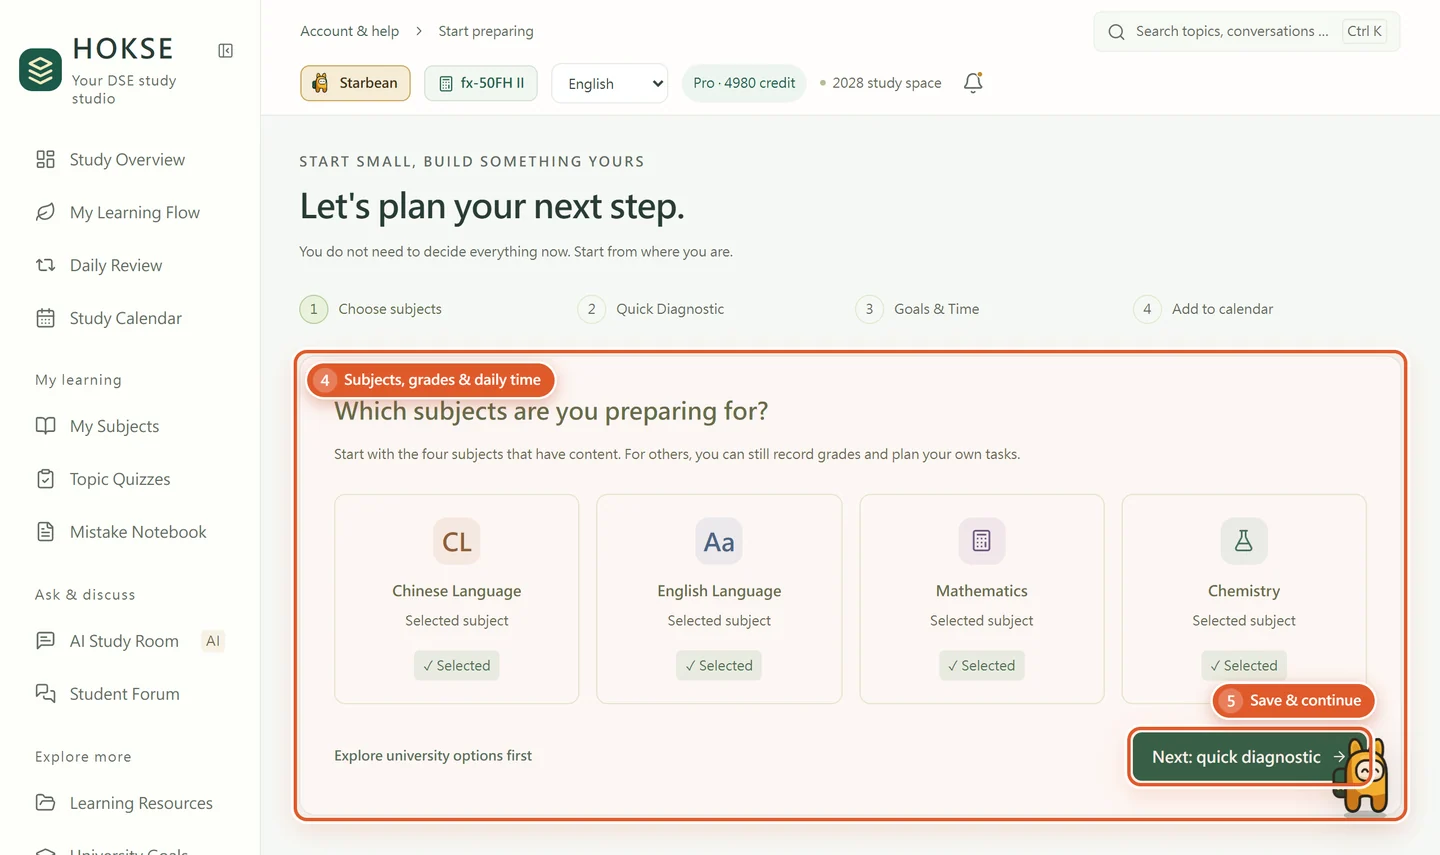 HOKSE
Your DSE study
studio
Study Overview
My Learning Flow
Daily Review
Study Calendar
My learning
My Subjects
Topic Quizzes
Mistake Notebook
Ask & discuss
AI Study Room AI
Student Forum
Explore more
Learning Resources
University Goals
Account & help > Start preparing
Search topics, conversations ... Ctrl K
Starbean
fx-50FH II
English
Pro · 4980 credit
2028 study space
START SMALL, BUILD SOMETHING YOURS
Let's plan your next step.
You do not need to decide everything now. Start from where you are.
1 Choose subjects
2 Quick Diagnostic
3 Goals & Time
4 Add to calendar
4 Subjects, grades & daily time
Which subjects are you preparing for?
Start with the four subjects that have content. For others, you can still record grades and plan your own tasks.
CL
Chinese Language
Selected subject
✓ Selected
Aa
English Language
Selected subject
✓ Selected
Mathematics
Selected subject
✓ Selected
Chemistry
Selected subject
✓ Selected
5 Save & continue
Explore university options first
Next: quick diagnostic →